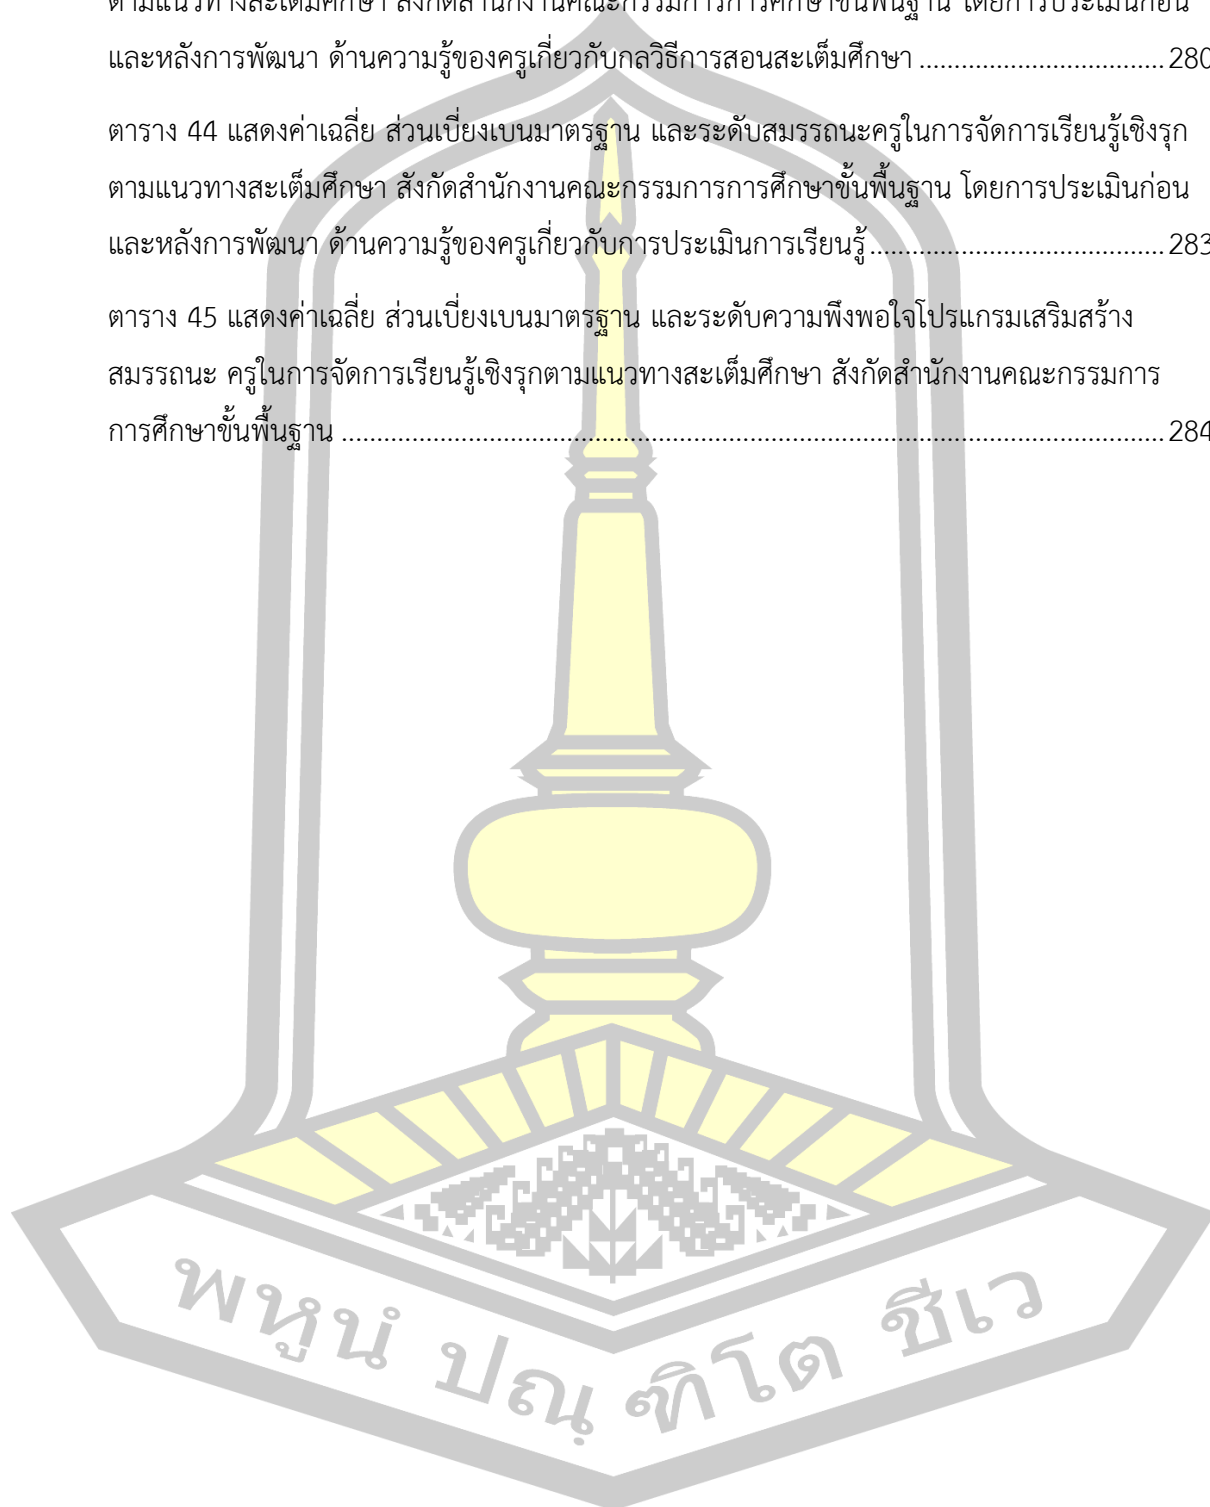 ตามแนวทางสะเต็มศึกษา สังกัดสำนักงานคณะกรรมการการศึกษาขั้นพื้นฐาน โดยการประเมินก่อน
และหลังการพัฒนา ด้านความรู้ของครูเกี่ยวกับกลวิธีการสอนสะเต็มศึกษา ................................... 280
ตาราง 44 แสดงค่าเฉลี่ย ส่วนเบี่ยงเบนมาตรฐาน และระดับสมรรถนะครูในการจัดการเรียนรู้เชิงรุก
ตามแนวทางสะเต็มศึกษา สังกัดสำนักงานคณะกรรมการการศึกษาขั้นพื้นฐาน โดยการประเมินก่อน
และหลังการพัฒนา ด้านความรู้ของครูเกี่ยวกับการประเมินการเรียนรู้ .......................................... 283
ตาราง 45 แสดงค่าเฉลี่ย ส่วนเบี่ยงเบนมาตรฐาน และระดับความพึงพอใจโปรแกรมเสริมสร้าง
สมรรถนะ ครูในการจัดการเรียนรู้เชิงรุกตามแนวทางสะเต็มศึกษา สังกัดสำนักงานคณะกรรมการ
การศึกษาขั้นพื้นฐาน ...................................................................................................................... 284
พหูนํ ปณฺฑิโต ชีเว